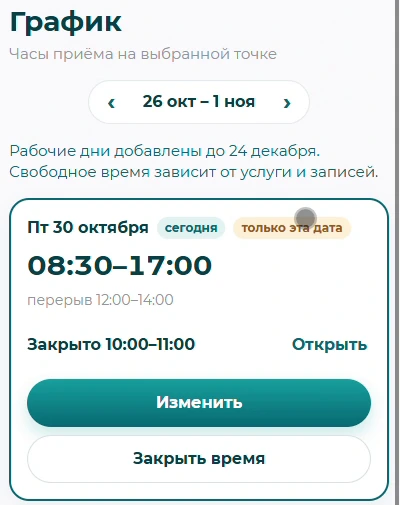 График
Часы приёма на выбранной точке
‹ 26 окт – 1 ноя ›
Рабочие дни добавлены до 24 декабря.
Свободное время зависит от услуги и записей.
Пт 30 октября сегодня только эта дата
08:30–17:00
перерыв 12:00–14:00
Закрыто 10:00–11:00 Открыть
Изменить
Закрыть время